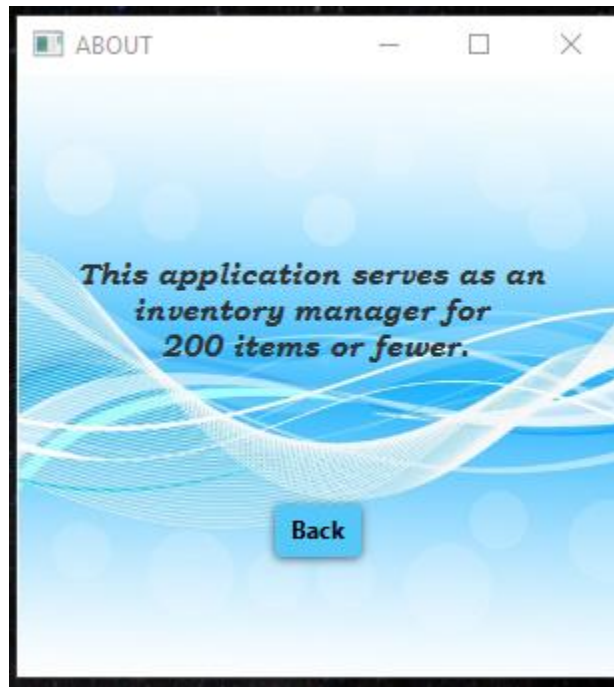 ABOUT
This application serves as an
inventory manager for
200 items or fewer.
Back